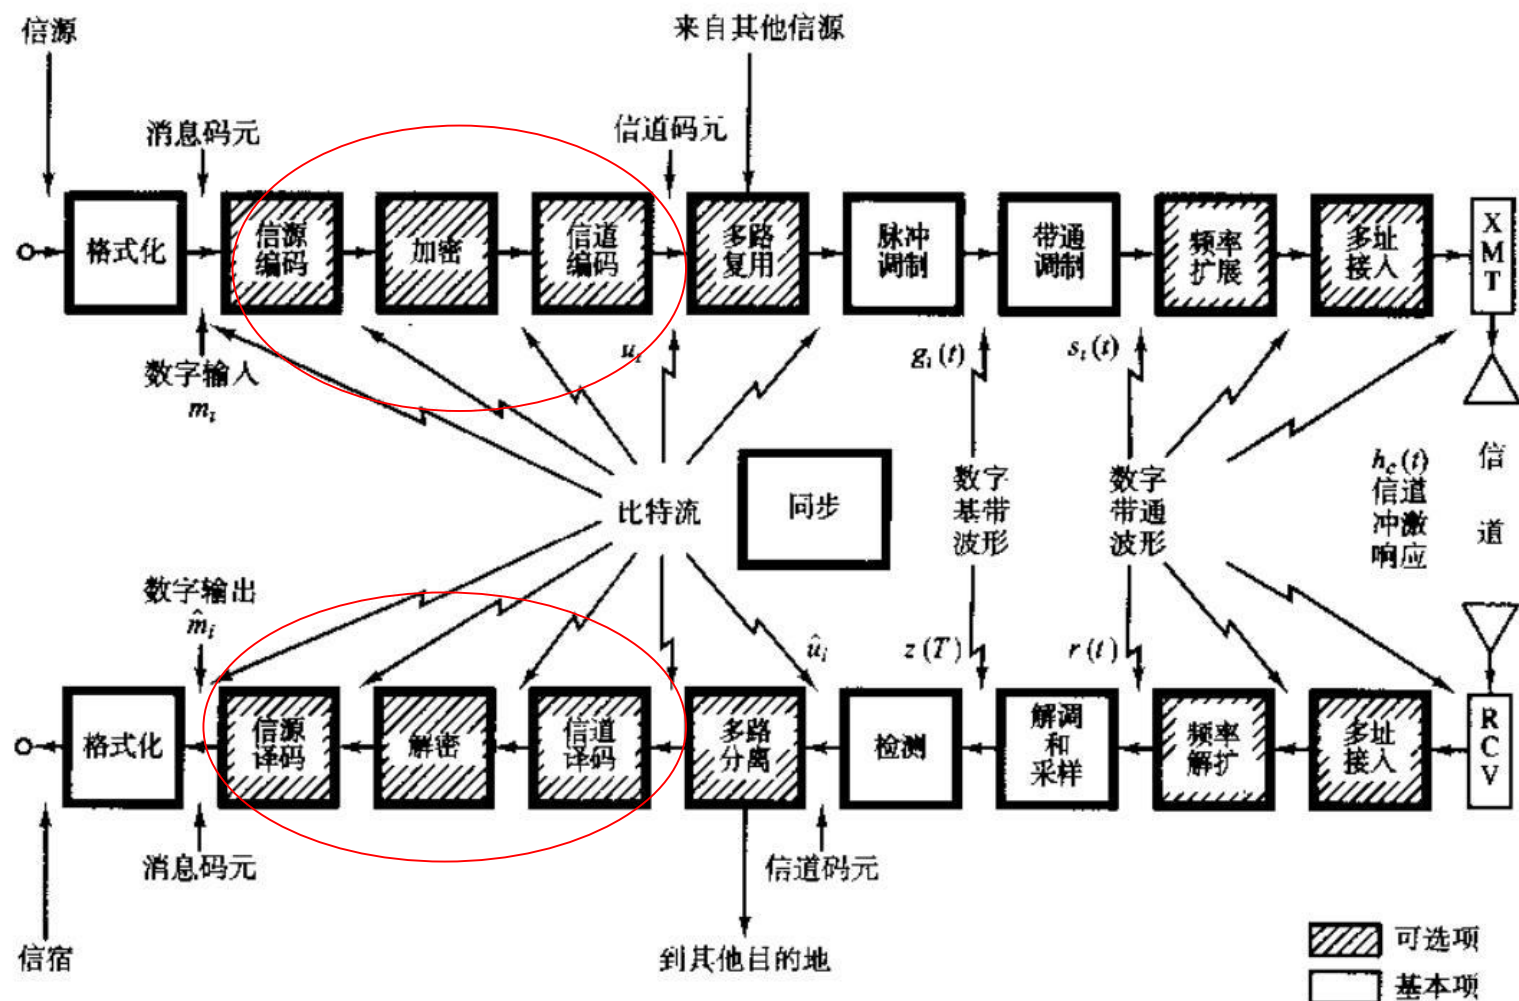 信源
来自其他信源
消息码元
信道码元
格式化
信源
编码
加密
信道
编码
多路
复用
脉冲
调制
带通
调制
频率
扩展
多址
接入
X
M
T
数字输入
m_i
u_i
g_i(t)
s_i(t)
比特流
同步
数字
基带
波形
数字
带通
波形
h_c(t)
信道
冲激
响应
信
道
数字输出
m̂_i
û_i
z(T)
r(t)
格式化
信源
译码
解密
信道
译码
多路
分离
检测
解调
和
采样
频率
解扩
多址
接入
R
C
V
消息码元
信道码元
信宿
到其他目的地
可选项
基本项